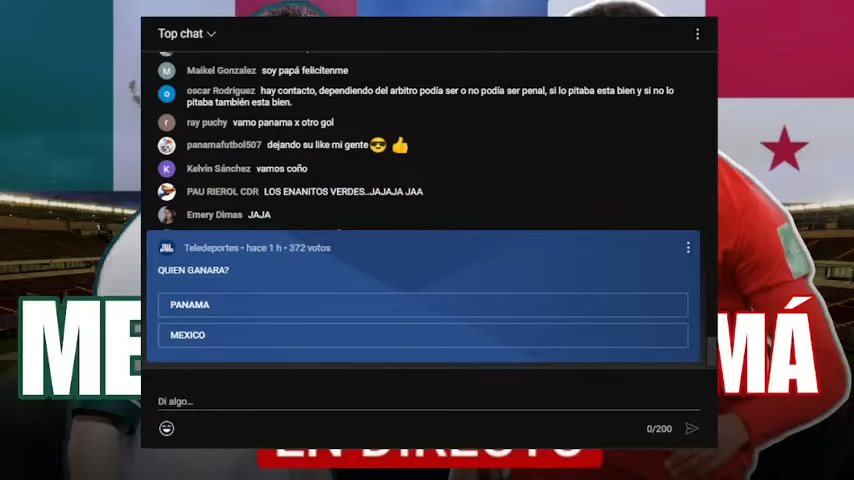 Top chat
Maikel Gonzalez soy papá felicítenme
oscar Rodriguez hay contacto, dependiendo del arbitro podía ser o no podía ser penal, si lo pitaba esta bien y si no lo
pitaba también esta bien.
ray puchy vamo panama x otro gol
panamafutbol507 dejando su like mi gente
Kelvin Sánchez vamos coño
PAU RIEROL CDR LOS ENANITOS VERDES..JAJAJA JAA
Emery Dimas JAJA
Teledeportes • hace 1 h • 372 votos
QUIEN GANARA?
PANAMA
MEXICO
ME
MÁ
Di algo...
0/200
EN DIRECTO